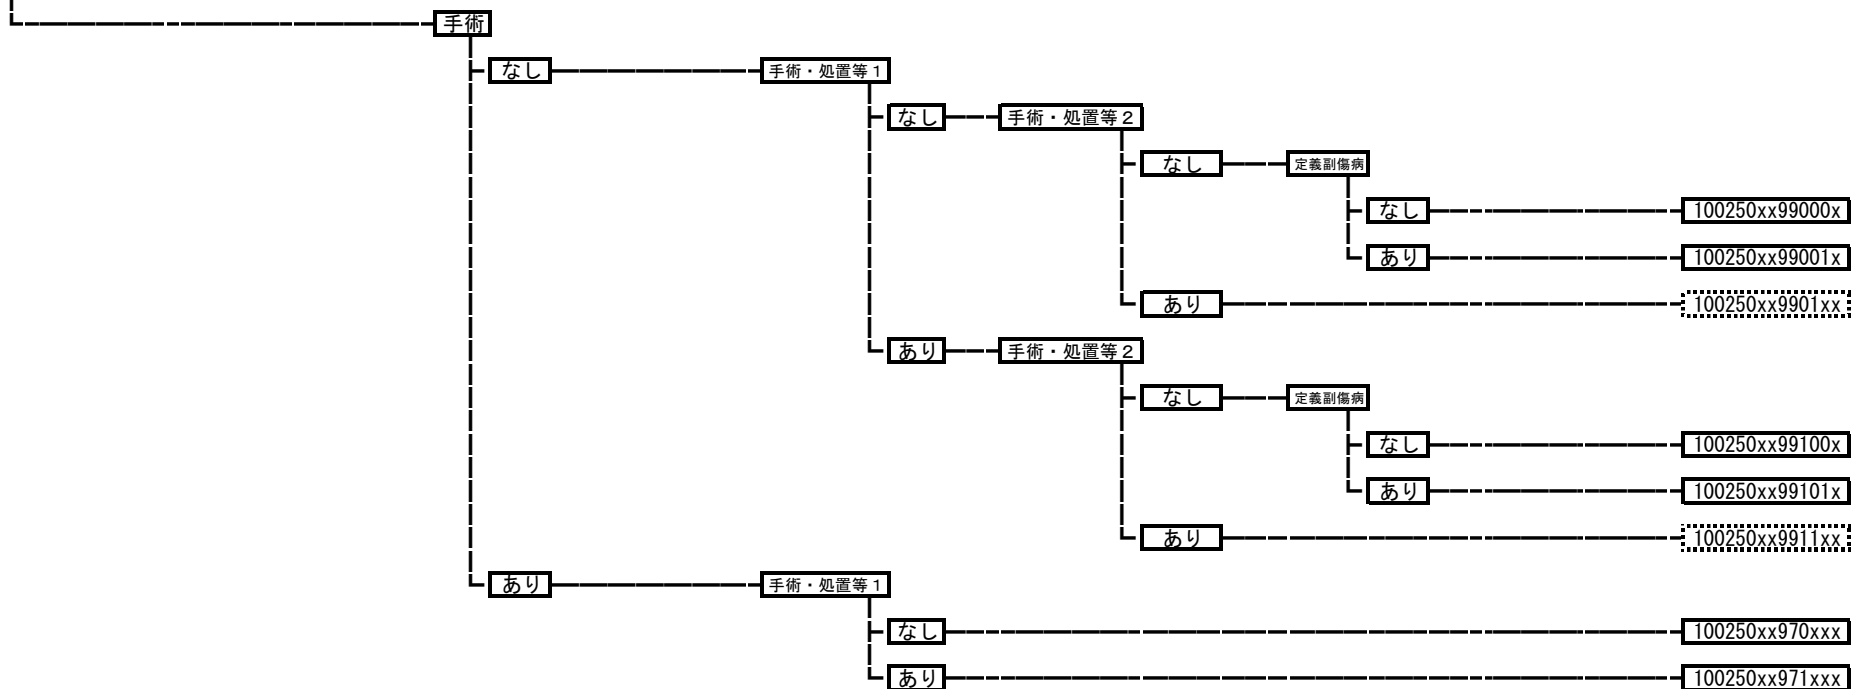 手術
なし 手術・処置等1
なし 手術・処置等2
なし 定義副傷病
なし 100250xx99000x
あり 100250xx99001x
あり 100250xx9901xx
あり 手術・処置等2
なし 定義副傷病
なし 100250xx99100x
あり 100250xx99101x
あり 100250xx9911xx
あり 手術・処置等1
なし 100250xx970xxx
あり 100250xx971xxx